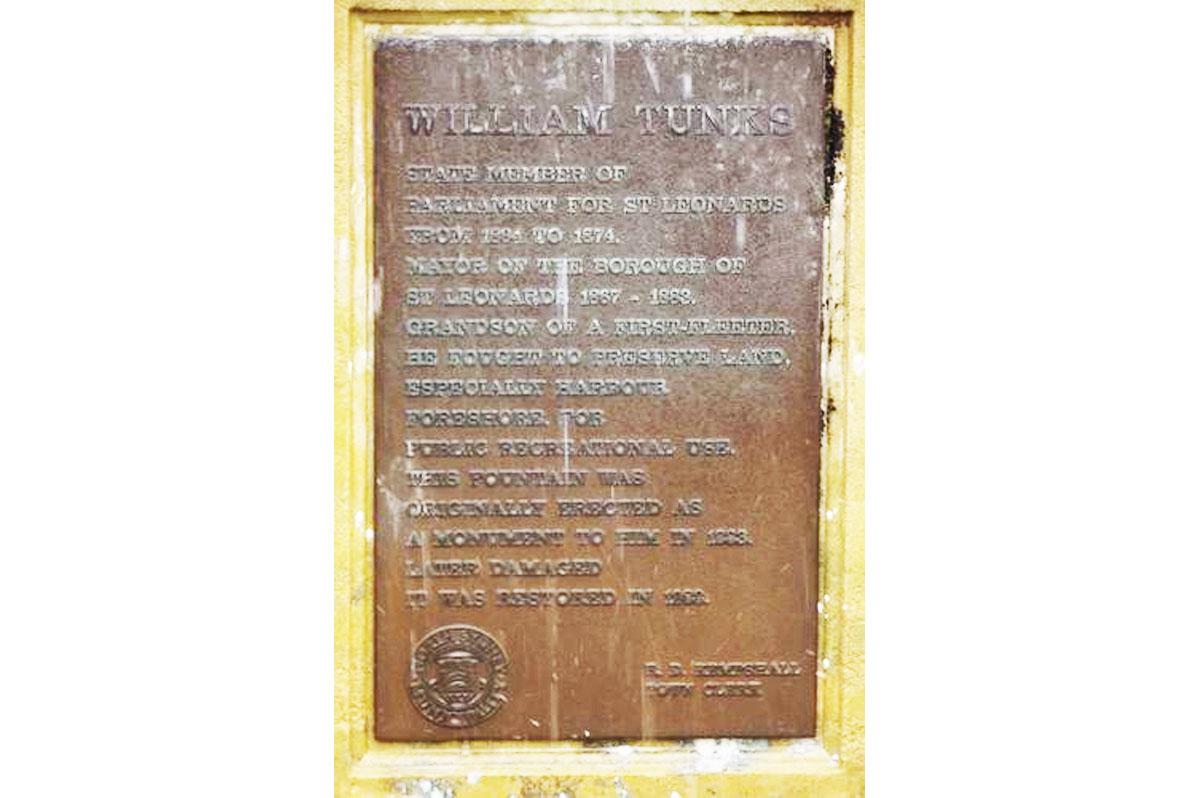 WILLIAM TUNKS
STATE MEMBER OF
PARLIAMENT FOR ST LEONARDS
FROM 1864 TO 1874.
MAYOR OF THE BOROUGH OF
ST LEONARDS 1867 - 1883.
GRANDSON OF A FIRST-FLEETER,
HE FOUGHT TO PRESERVE LAND,
ESPECIALLY HARBOUR
FORESHORE, FOR
PUBLIC RECREATIONAL USE.
THIS FOUNTAIN WAS
ORIGINALLY ERECTED AS
A MONUMENT TO HIM IN
LATER DAMAGED
IT WAS RESTORED IN
R. D. KEMPSHALL
TOWN CLERK